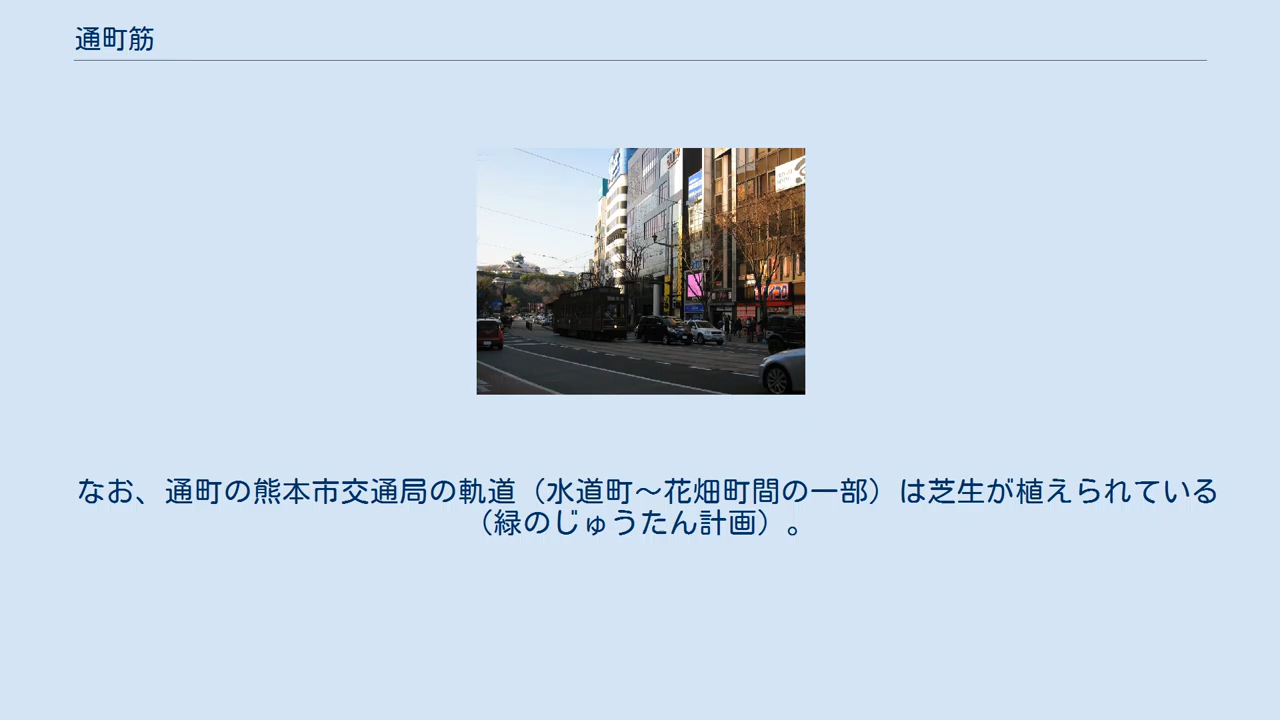 通町筋
なお、通町の熊本市交通局の軌道（水道町～花畑町間の一部）は芝生が植えられている
（緑のじゅうたん計画）。